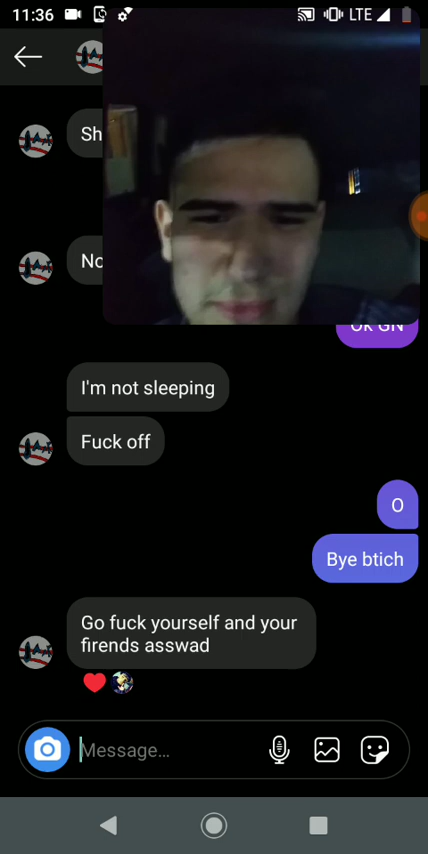 11:36
LTE
Sh
No
Ok GN
I'm not sleeping
Fuck off
O
Bye btich
Go fuck yourself and your
firends asswad
Message...